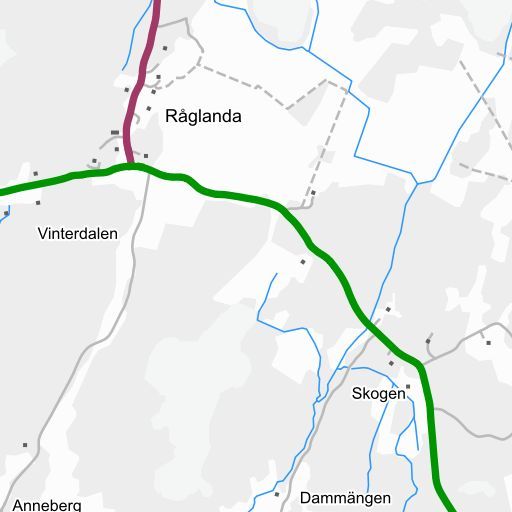 Råglanda
Vinterdalen
Skogen
Dammängen
Anneberg